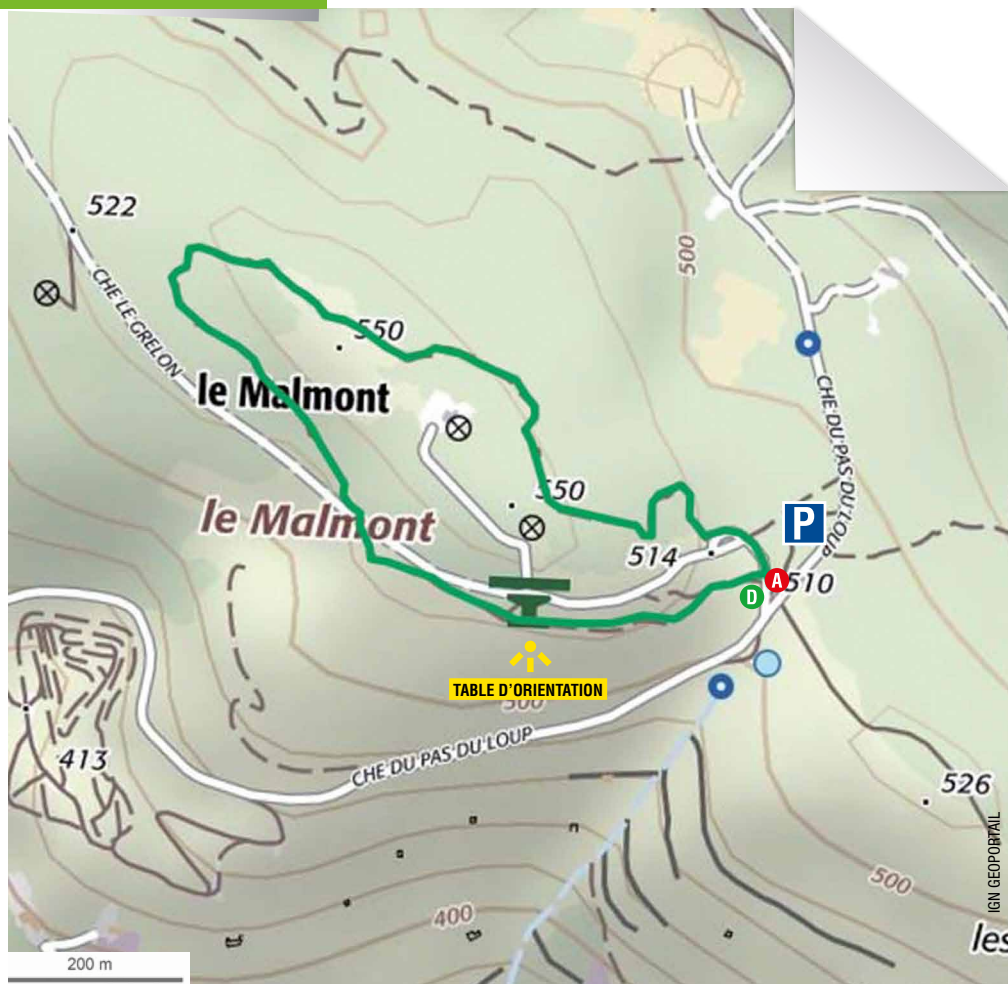 522
500
CHE LE GRELON
550
le Malmont
CHE DU PAS DU LOUP
550
le Malmont
P
514
A
510
D
TABLE D'ORIENTATION
500
CHE DU PAS DU LOUP
413
526
IGN GEOPORTAIL
500
400
les
200 m